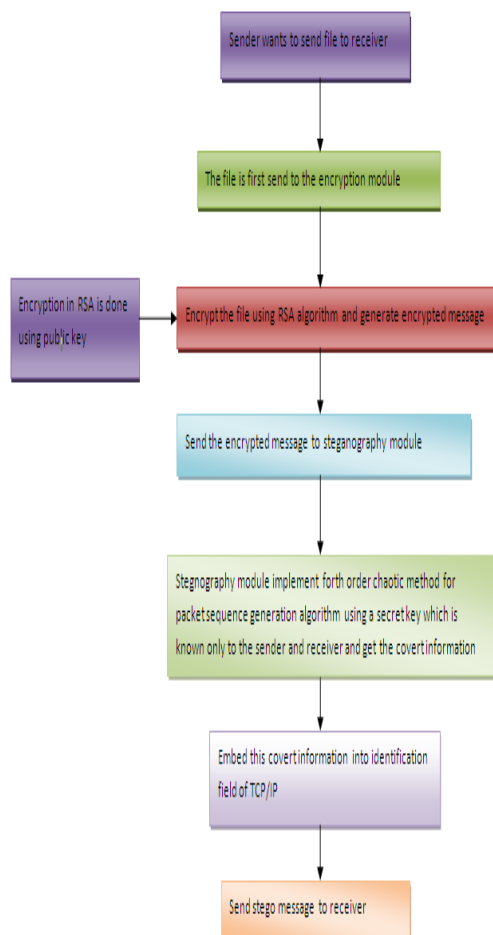 Sender wants to send file to receiver
The file is first send to the encryption module
Encryption in RSA is done
using public key
Encrypt the file using RSA algorithm and generate encrypted message
Send the encrypted message to steganography module
Stegnography module implement forth order chaotic method for
packet sequence generation algorithm using a secret key which is
known only to the sender and receiver and get the covert information
Embed this covert information into identification
field of TCP/IP
Send stego message to receiver